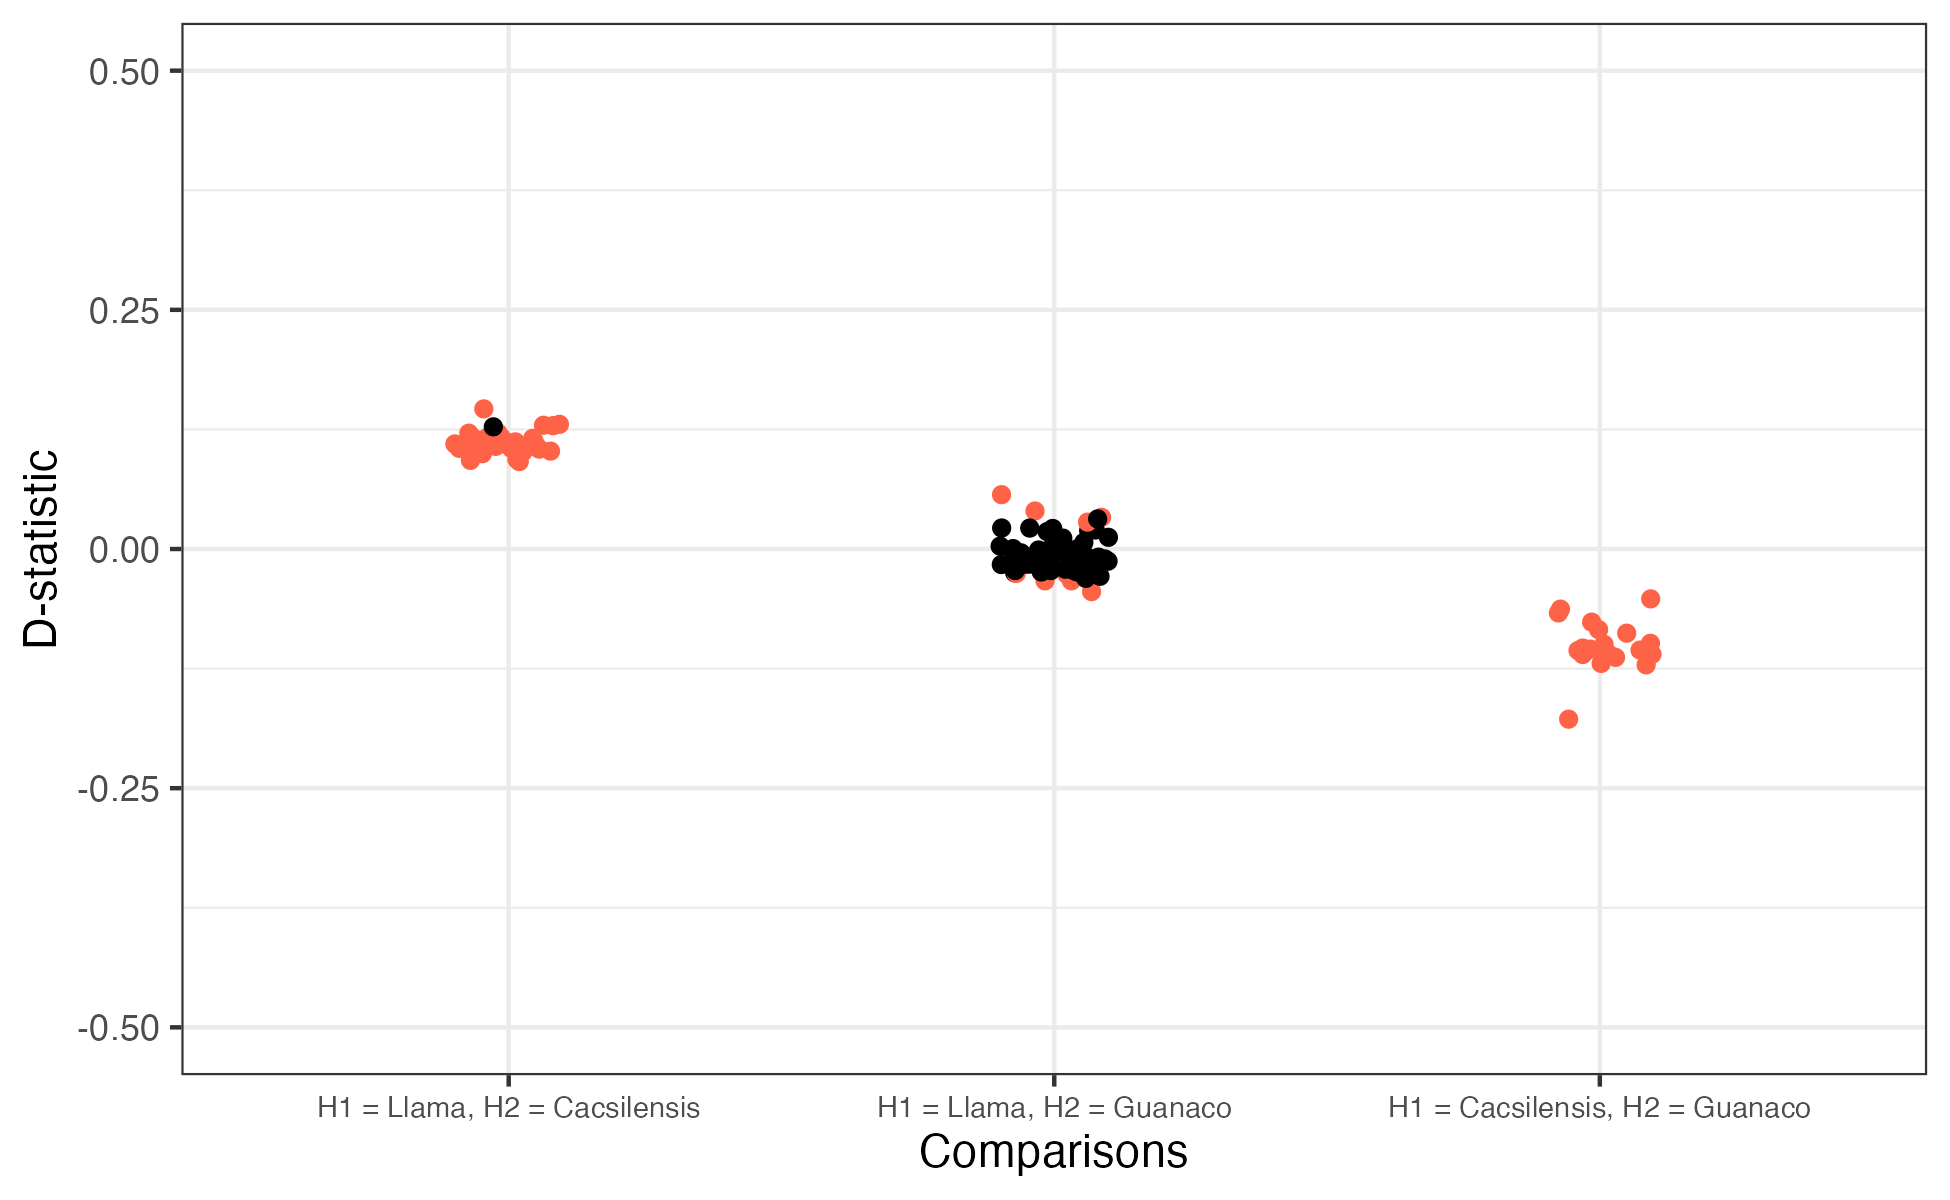 0.50
0.25
0.00
-0.25
-0.50
D-statistic
H1 = Llama, H2 = Cacsilensis
H1 = Llama, H2 = Guanaco
H1 = Cacsilensis, H2 = Guanaco
Comparisons